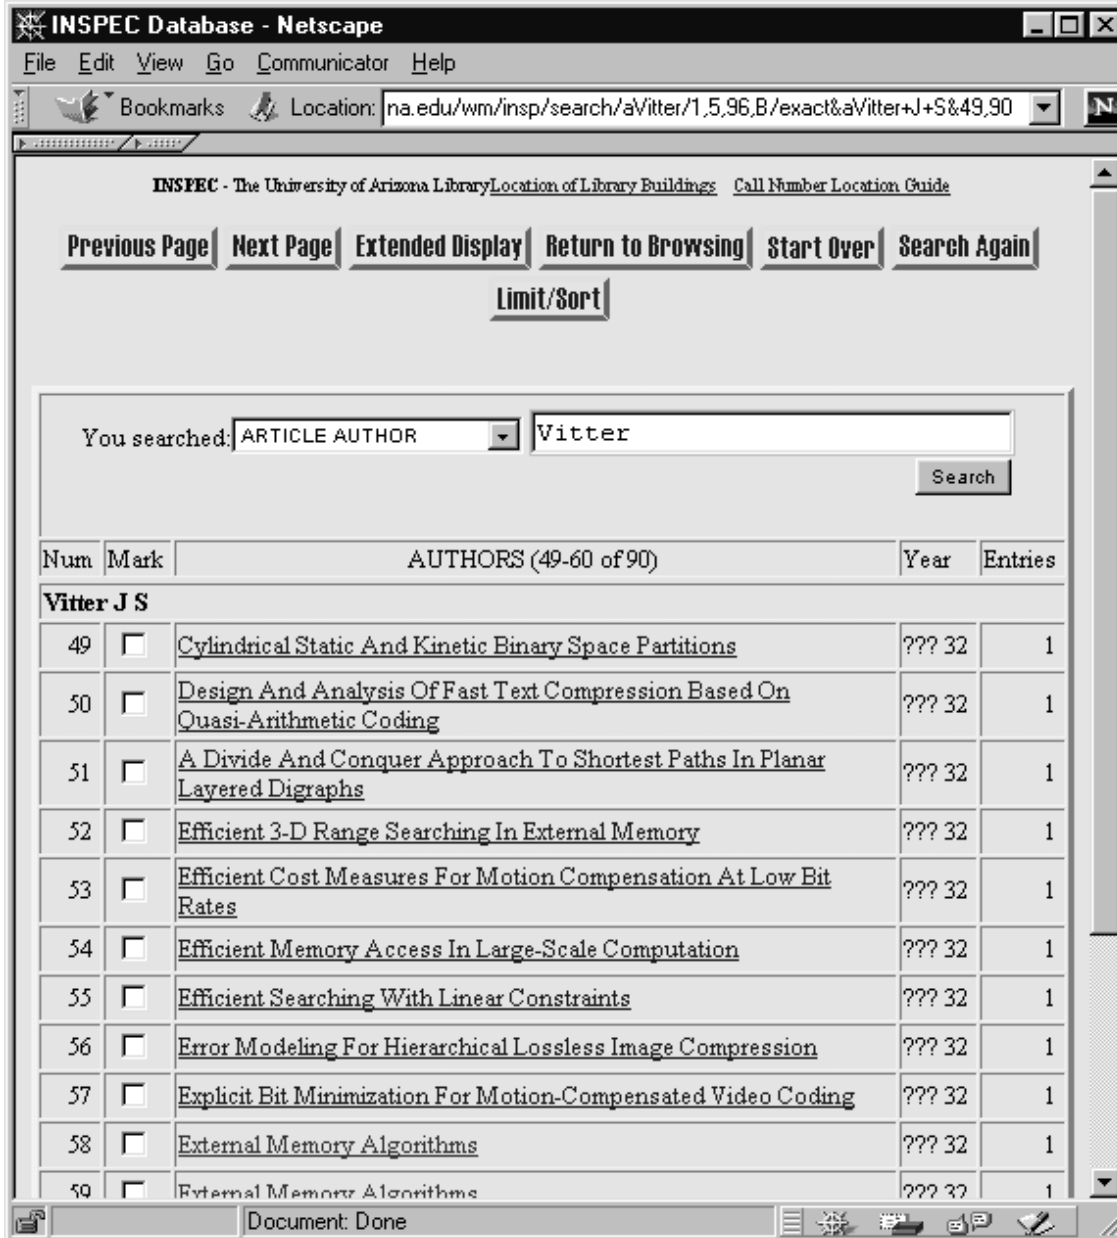 INSPEC Database - Netscape
File Edit View Go Communicator Help
Bookmarks Location: na.edu/wm/insp/search/aVitter/1,5,96,B/exact&aVitter+J+S&49,90
N
INSPEC - The University of Arizona LibraryLocation of Library Buildings Call Number Location Guide
Previous Page Next Page Extended Display Return to Browsing Start Over Search Again
Limit/Sort
You searched: ARTICLE AUTHOR Vitter
Search
Num Mark AUTHORS (49-60 of 90) Year Entries
Vitter J S
49 Cylindrical Static And Kinetic Binary Space Partitions ??? 32 1
50 Design And Analysis Of Fast Text Compression Based On
Quasi-Arithmetic Coding ??? 32 1
51 A Divide And Conquer Approach To Shortest Paths In Planar
Layered Digraphs ??? 32 1
52 Efficient 3-D Range Searching In External Memory ??? 32 1
53 Efficient Cost Measures For Motion Compensation At Low Bit
Rates ??? 32 1
54 Efficient Memory Access In Large-Scale Computation ??? 32 1
55 Efficient Searching With Linear Constraints ??? 32 1
56 Error Modeling For Hierarchical Lossless Image Compression ??? 32 1
57 Explicit Bit Minimization For Motion-Compensated Video Coding ??? 32 1
58 External Memory Algorithms ??? 32 1
59 External Memory Algorithms ??? 32 1
Document: Done